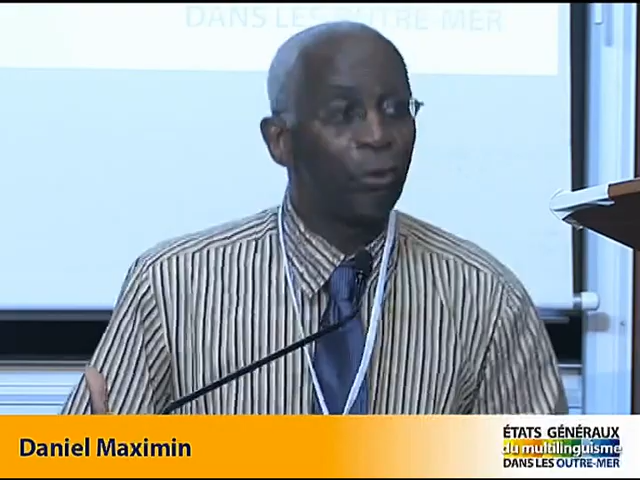 DANS LES OUTRE-MER
Daniel Maximin
ÉTATS GÉNÉRAUX
du multilinguisme
DANS LES OUTRE-MER